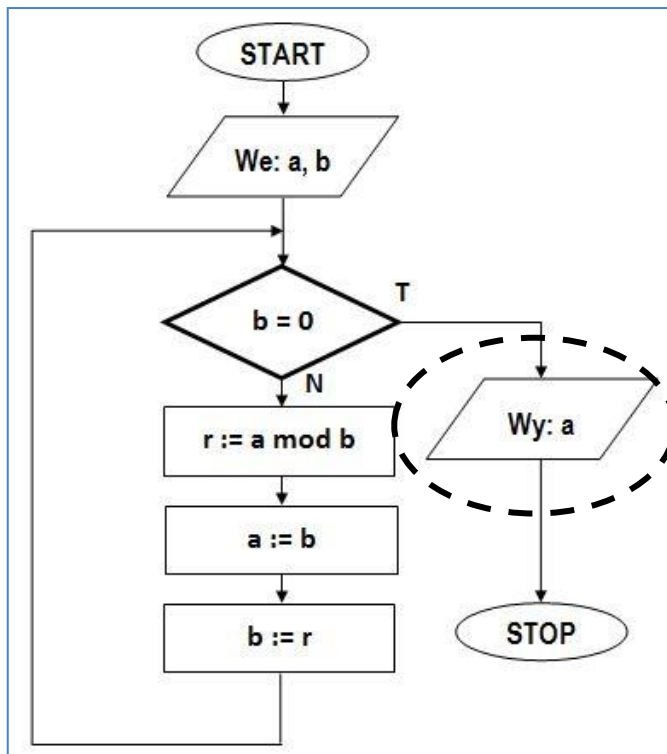 START
We: a, b
b = 0
T
N
r := a mod b
a := b
b := r
Wy: a
STOP